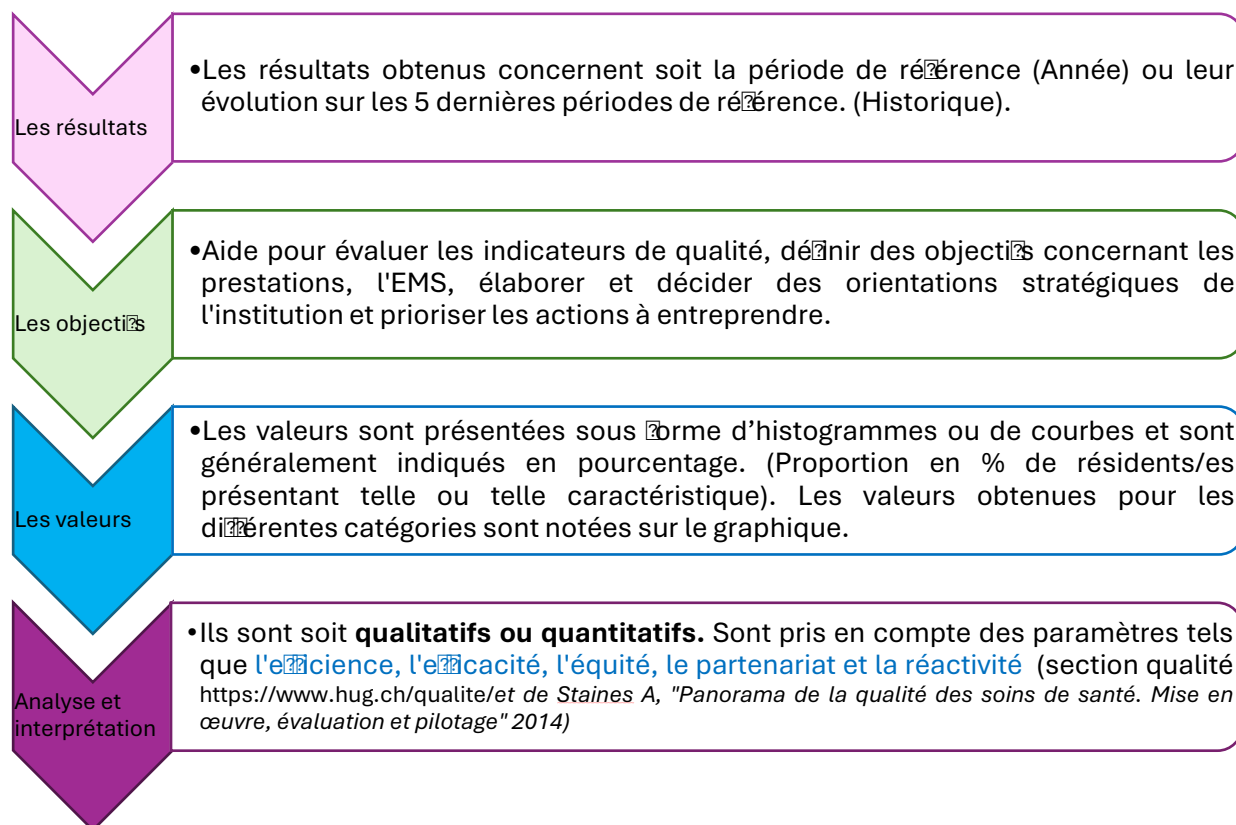 Les résultats
•Les résultats obtenus concernent soit la période de ré�érence (Année) ou leur
évolution sur les 5 dernières périodes de ré�érence. (Historique).
Les objecti�s
•Aide pour évaluer les indicateurs de qualité, dé�inir des objecti�s concernant les
prestations, l'EMS, élaborer et décider des orientations stratégiques de
l'institution et prioriser les actions à entreprendre.
Les valeurs
•Les valeurs sont présentées sous �orme d’histogrammes ou de courbes et sont
généralement indiqués en pourcentage. (Proportion en % de résidents/es
présentant telle ou telle caractéristique). Les valeurs obtenues pour les
di��érentes catégories sont notées sur le graphique.
Analyse et
interprétation
•Ils sont soit qualitatifs ou quantitatifs. Sont pris en compte des paramètres tels
que l'e��icience, l'e��icacité, l'équité, le partenariat et la réactivité (section qualité
https://www.hug.ch/qualite/et de Staines A, "Panorama de la qualité des soins de santé. Mise en
œuvre, évaluation et pilotage" 2014)